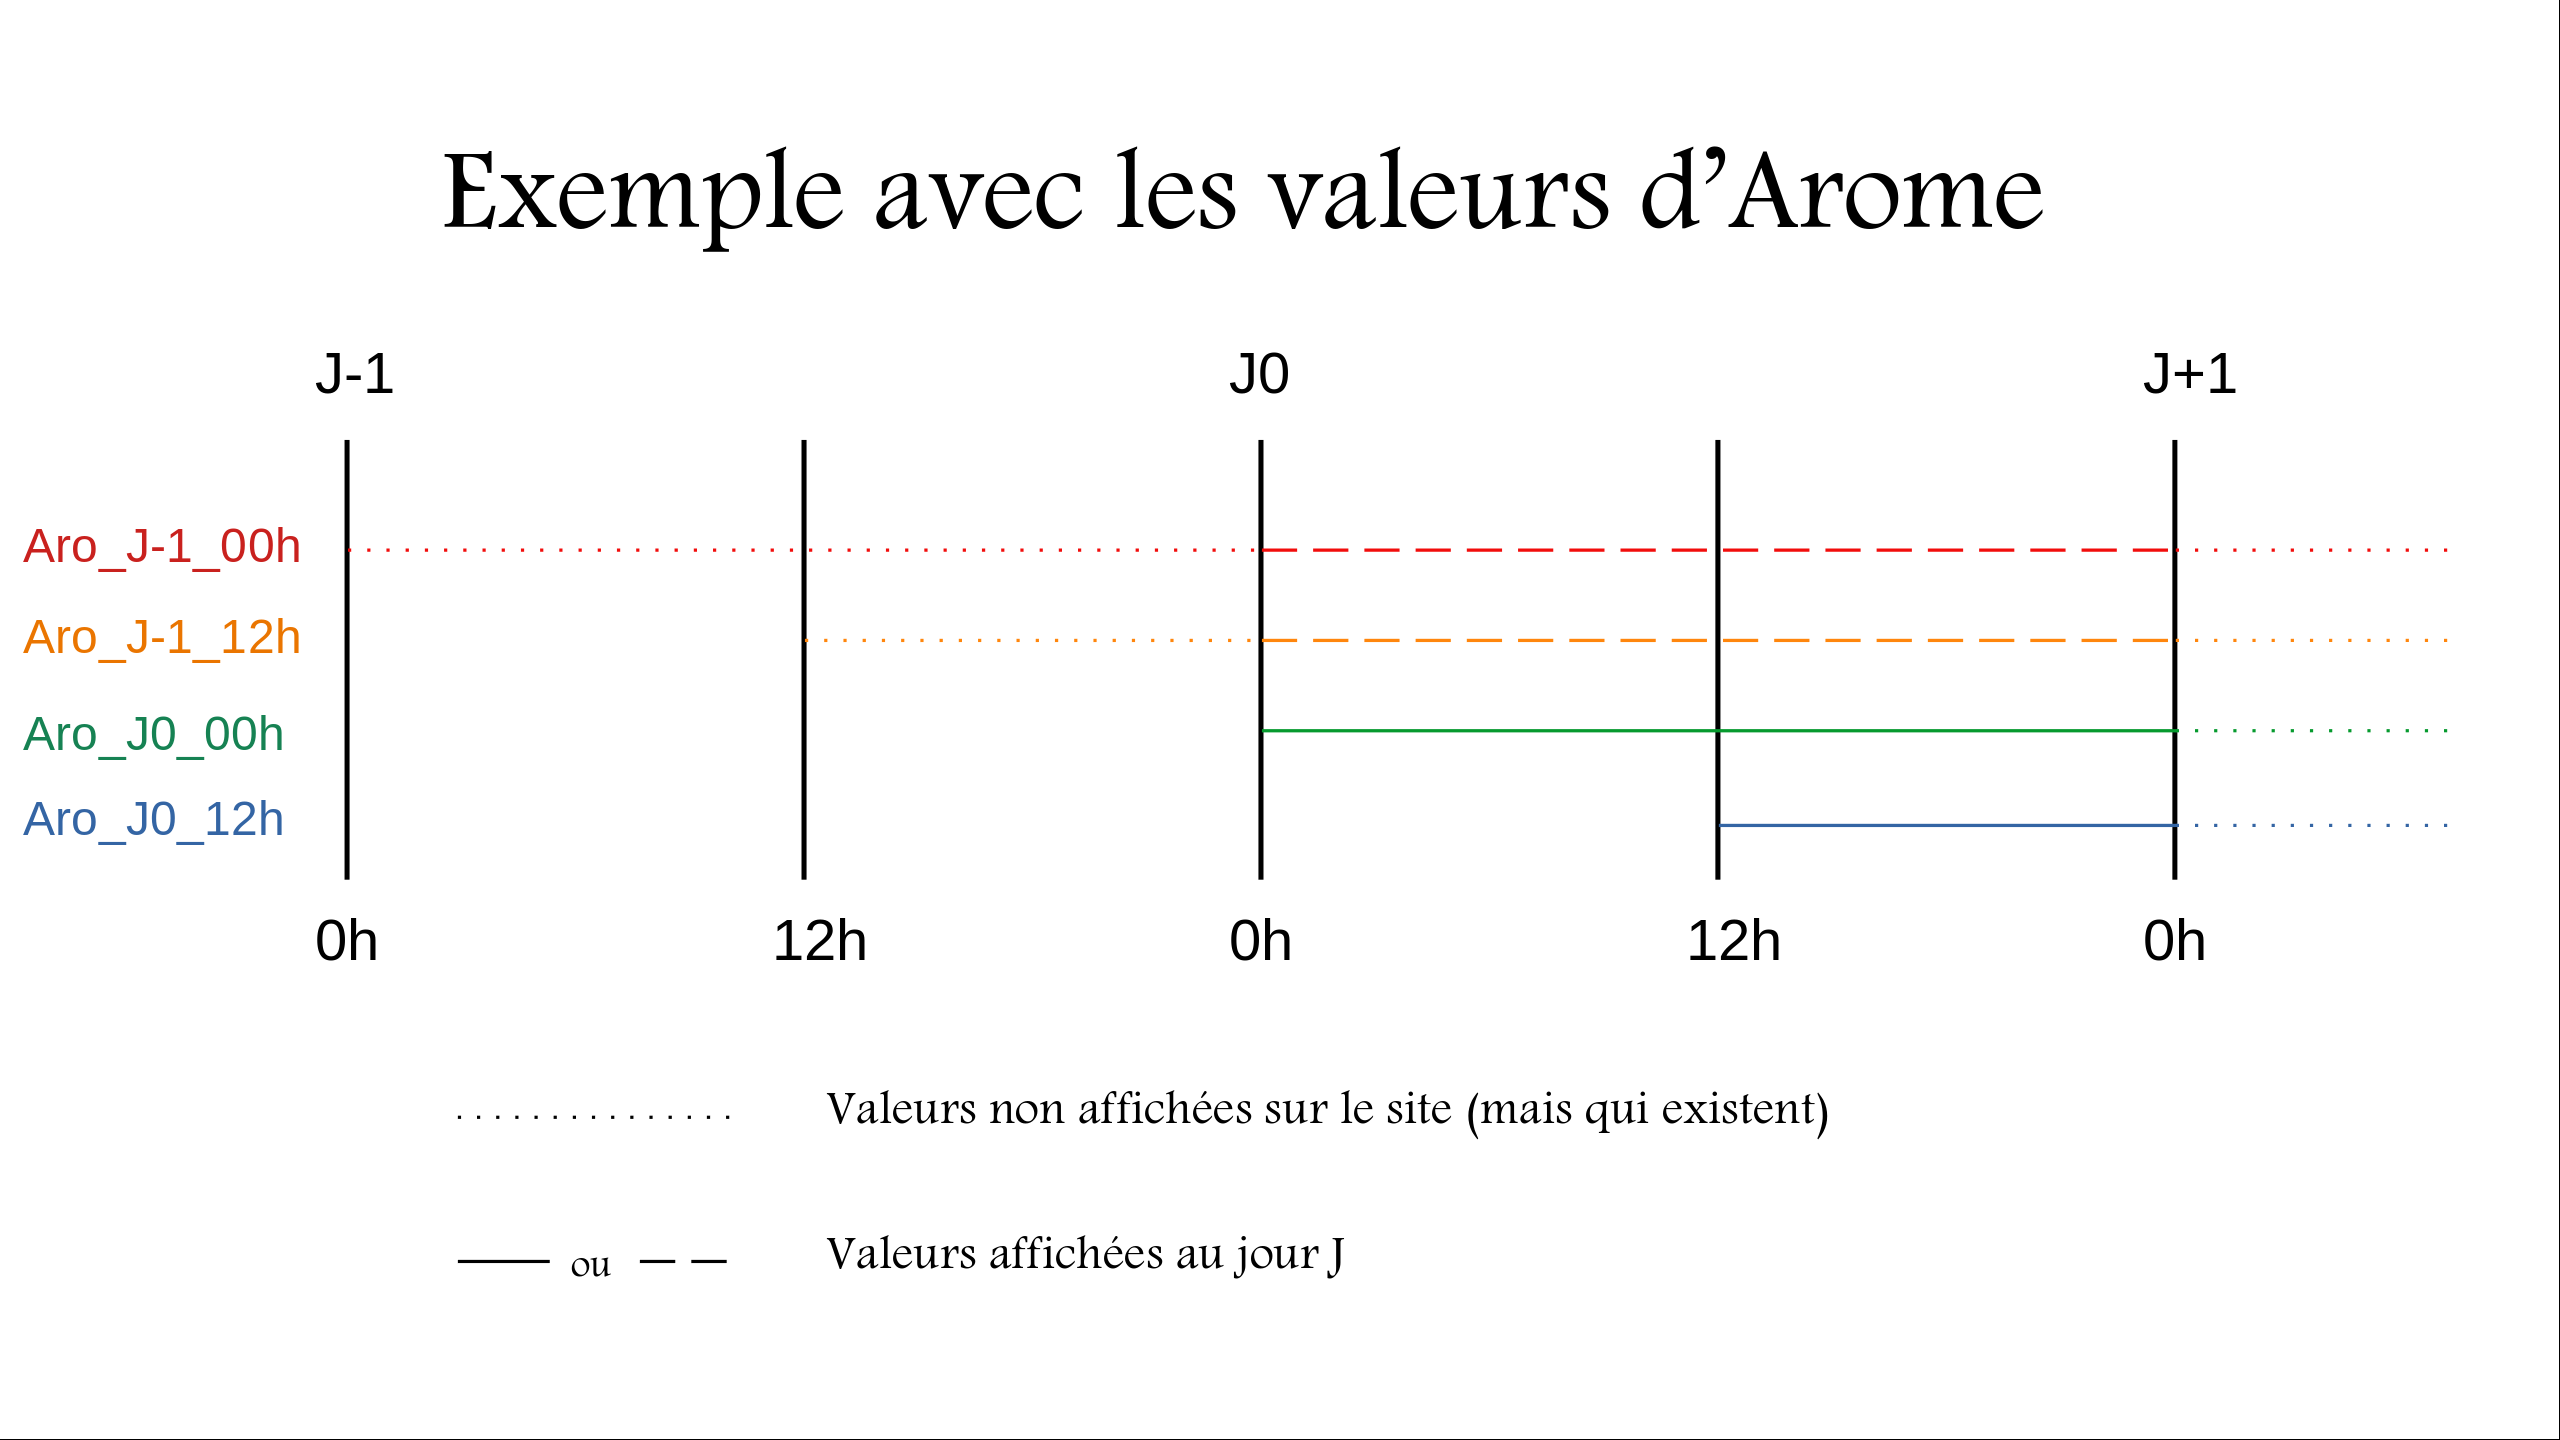 Exemple avec les valeurs d’Arome
J-1 J0 J+1
Aro_J-1_00h
Aro_J-1_12h
Aro_J0_00h
Aro_J0_12h
0h 12h 0h 12h 0h
Valeurs non affichées sur le site (mais qui existent)
ou Valeurs affichées au jour J